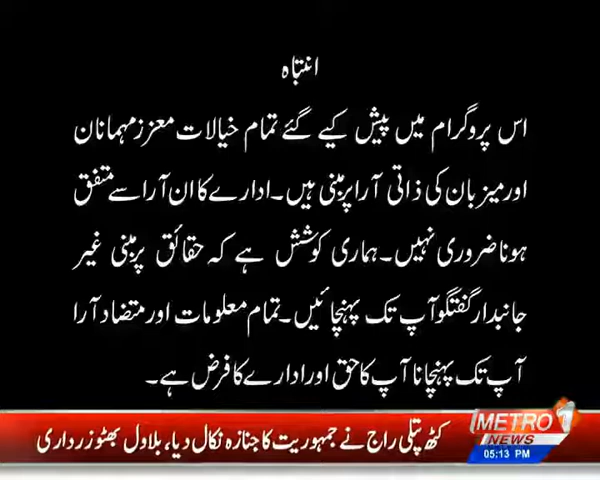 انتباہ
اس پروگرام میں پیش کیے گئے تمام خیالات معزز مہمانان
اور میزبان کی ذاتی آرا پر مبنی ہیں۔ ادارے کا ان آرا سے متفق
ہونا ضروری نہیں۔ ہماری کوشش ہے کہ حقائق پر مبنی غیر
جانبدار گفتگو آپ تک پہنچائیں۔ تمام معلومات اور متضاد آرا
آپ تک پہنچانا آپ کا حق اور ادارے کا فرض ہے۔
کٹھ پتلی راج نے جمہوریت کا جنازہ نکال دیا، بلاول بھٹو زرداری
METRO 1
NEWS
05:13 PM